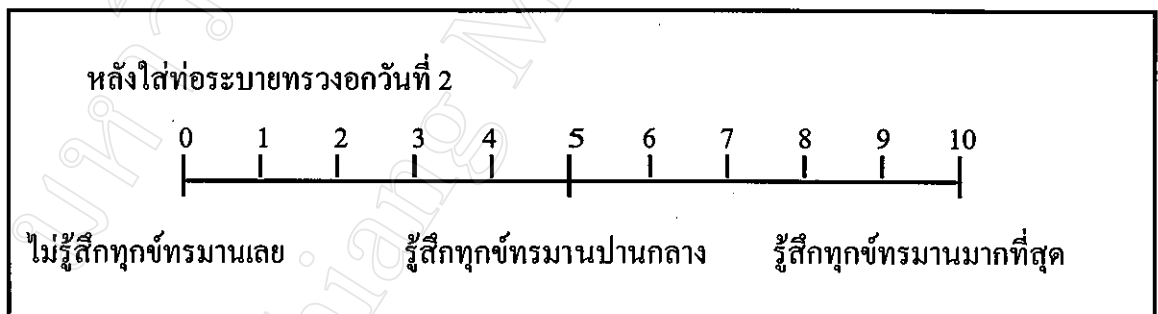 หลังใส่ท่อระบายทรวงอกวันที่ 2
0 1 2 3 4 5 6 7 8 9 10
ไม่รู้สึกทุกข์ทรมานเลย รู้สึกทุกข์ทรมานปานกลาง รู้สึกทุกข์ทรมานมากที่สุด